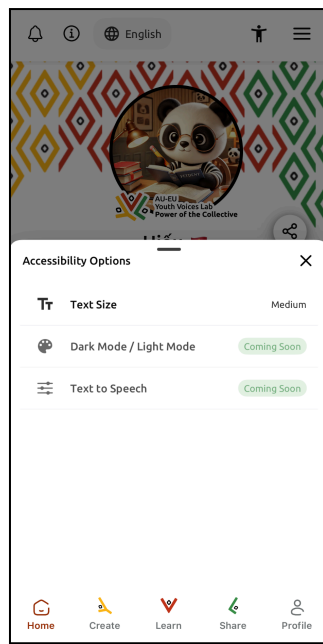 English
AU-EU
Youth Voices Lab
Power of the Collective
Accessibility Options
Text Size
Medium
Dark Mode / Light Mode
Coming Soon
Text to Speech
Coming Soon
Home
Create
Learn
Share
Profile